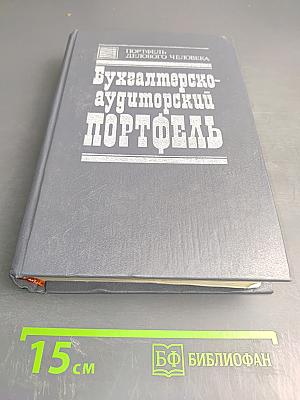 ПОРТФЕЛЬ
ДЕЛОВОГО ЧЕЛОВЕКА
Бухгалтерско-
аудиторский
ПОРТФЕЛЬ
15 см
БФ БИБЛИОФАН